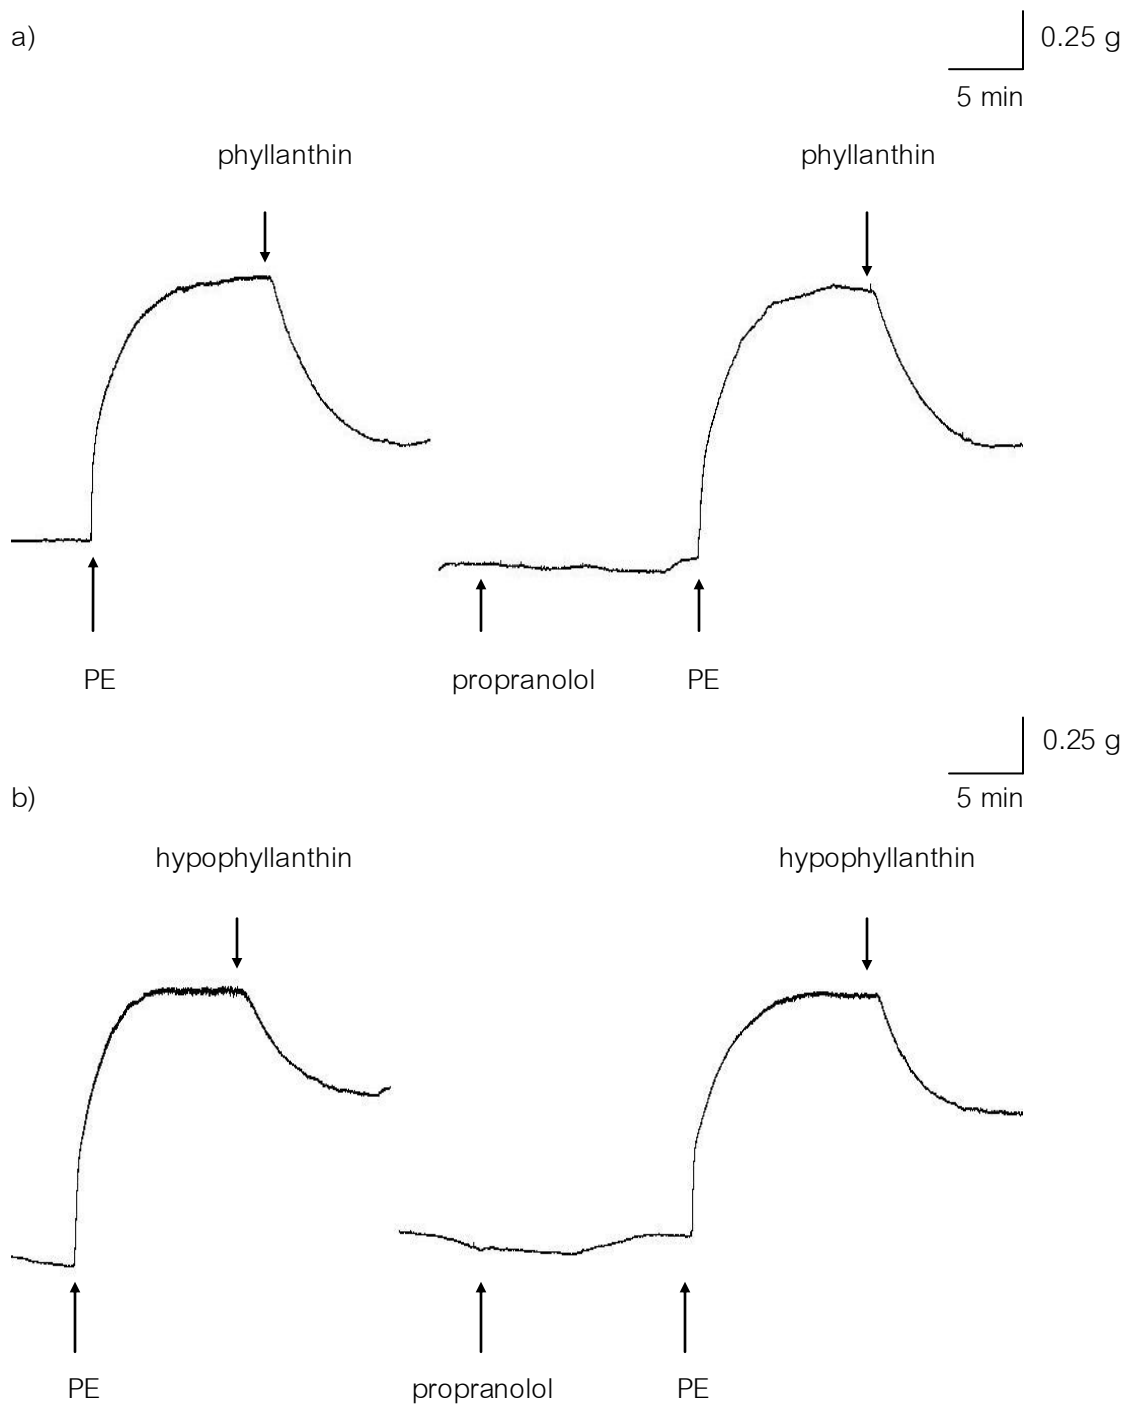 a)
0.25 g
5 min
phyllanthin phyllanthin
PE propranolol PE
0.25 g
5 min
b)
hypophyllanthin hypophyllanthin
PE propranolol PE